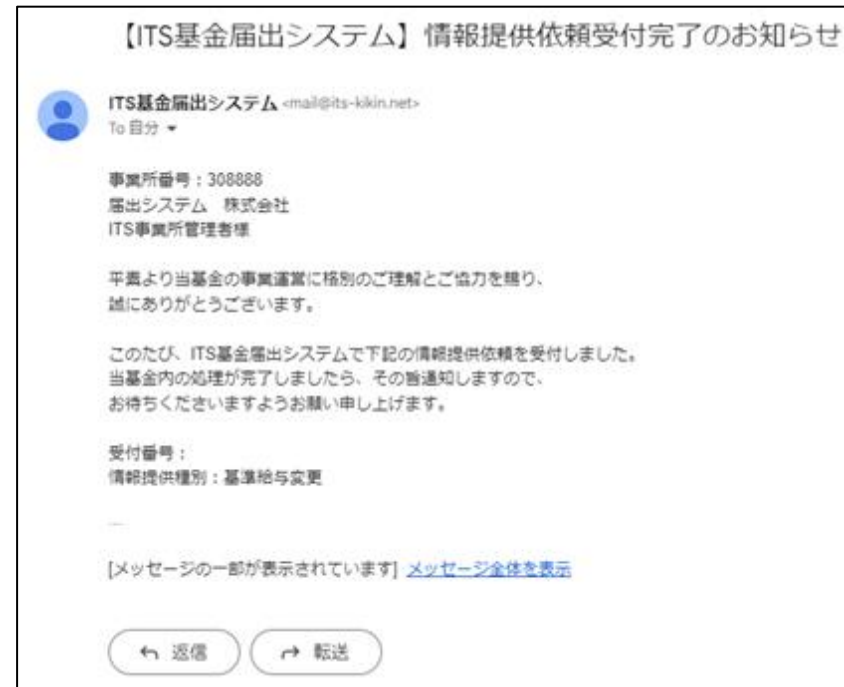 【ITS基金届出システム】情報提供依頼受付完了のお知らせ
ITS基金届出システム <mail@its-kikin.net>
To 自分
事業所番号：308888
届出システム　株式会社
ITS事業所管理者様
平素より当基金の事業運営に格別のご理解とご協力を賜り、
誠にありがとうございます。
このたび、ITS基金届出システムで下記の情報提供依頼を受付しました。
当基金内の処理が完了しましたら、その旨通知しますので、
お待ちくださいますようお願い申し上げます。
受付番号：
情報提供種別：基準給与変更
...
[メッセージの一部が表示されています] メッセージ全体を表示
返信
転送